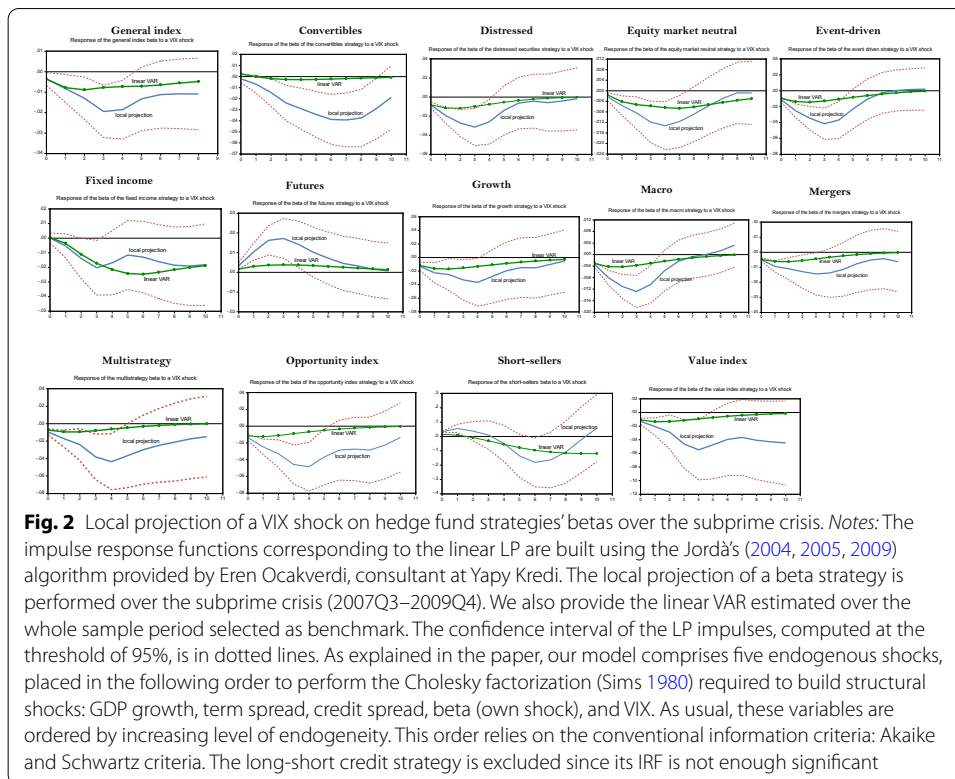 General index
Convertibles
Distressed
Equity market neutral
Event-driven
Response of the general index beta to a VIX shock
Response of the beta of the convertibles strategy to a VIX shock
Response of the beta of the distressed securities strategy to a VIX shock
Response of the beta of the equity market neutral strategy to a VIX shock
Response of the beta of the event driven strategy to a VIX shock
linear VAR
local projection
linear VAR
local projection
linear VAR
local projection
linear VAR
local projection
linear VAR
local projection
Fixed income
Futures
Growth
Macro
Mergers
Response of the beta of the fixed income strategy to a VIX shock
Response of the beta of the futures strategy to a VIX shock
Response of the beta of the growth strategy to a VIX shock
Response of the beta of the macro strategy to a VIX shock
Response of the beta of the mergers strategy to a VIX shock
local projection
linear VAR
local projection
linear VAR
linear VAR
local projection
linear VAR
local projection
linear VAR
local projection
Multistrategy
Opportunity index
Short-sellers
Value index
Response of the multistrategy beta to a VIX shock
Response of the beta of the opportunity index strategy to a VIX shock
Response of the short-sellers beta to a VIX shock
Response of the beta of the value index strategy to a VIX shock
linear VAR
local projection
linear VAR
local projection
local projection
linear VAR
linear VAR
local projection
Fig. 2 Local projection of a VIX shock on hedge fund strategies' betas over the subprime crisis. Notes: The
impulse response functions corresponding to the linear LP are built using the Jordà's (2004, 2005, 2009)
algorithm provided by Eren Ocakverdi, consultant at Yapy Kredi. The local projection of a beta strategy is
performed over the subprime crisis (2007Q3–2009Q4). We also provide the linear VAR estimated over the
whole sample period selected as benchmark. The confidence interval of the LP impulses, computed at the
threshold of 95%, is in dotted lines. As explained in the paper, our model comprises five endogenous shocks,
placed in the following order to perform the Cholesky factorization (Sims 1980) required to build structural
shocks: GDP growth, term spread, credit spread, beta (own shock), and VIX. As usual, these variables are
ordered by increasing level of endogeneity. This order relies on the conventional information criteria: Akaike
and Schwartz criteria. The long-short credit strategy is excluded since its IRF is not enough significant